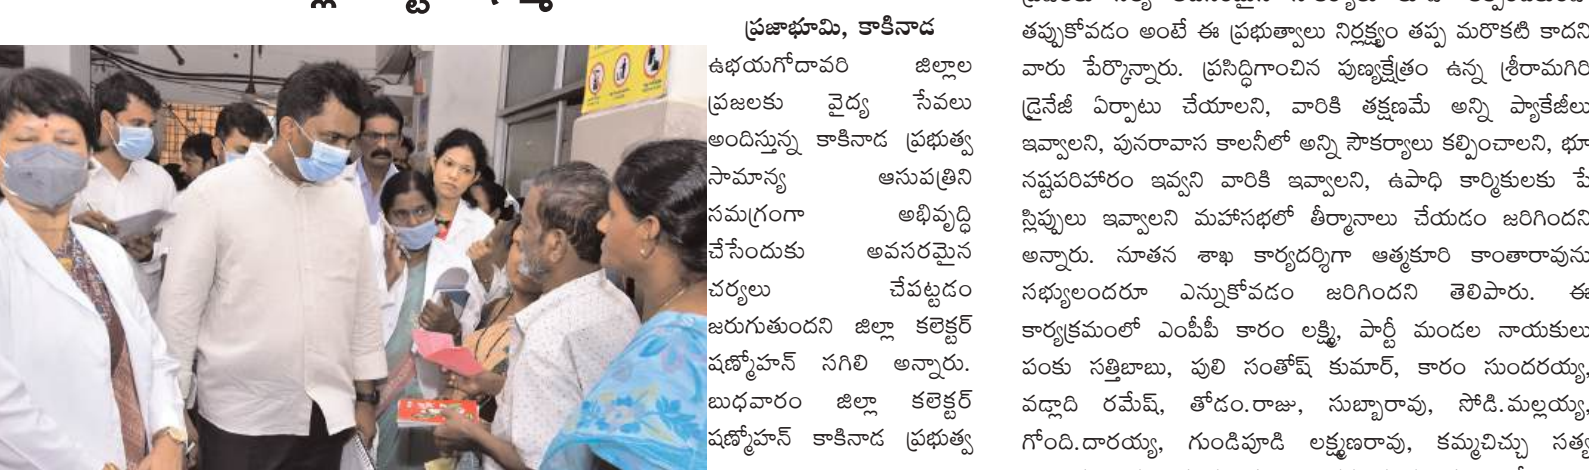 ప్రజాభూమి, కాకినాడ
ఉభయగోదావరి జిల్లాల
ప్రజలకు వైద్య సేవలు
అందిస్తున్న కాకినాడ ప్రభుత్వ
సామాన్య ఆసుపత్రిని
సమగ్రంగా అభివృద్ధి
చేసేందుకు అవసరమైన
చర్యలు చేపట్టడం
జరుగుతుందని జిల్లా కలెక్టర్
షణ్మోహన్ సగిలి అన్నారు.
బుధవారం జిల్లా కలెక్టర్
షణ్మోహన్ కాకినాడ ప్రభుత్వ
తప్పుకోవడం అంటే ఈ ప్రభుత్వాలు నిర్లక్ష్యం తప్ప మరొకటి కాదని
వారు పేర్కొన్నారు. ప్రసిద్ధిగాంచిన పుణ్యక్షేత్రం ఉన్న శ్రీరామగిరి
డ్రైనేజీ ఏర్పాటు చేయాలని, వారికి తక్షణమే అన్ని ప్యాకేజీలు
ఇవ్వాలని, పునరావాస కాలనీలో అన్ని సౌకర్యాలు కల్పించాలని, భూ
నష్టపరిహారం ఇవ్వని వారికి ఇవ్వాలని, ఉపాధి కార్మికులకు పే
స్లిప్పులు ఇవ్వాలని మహాసభలో తీర్మానాలు చేయడం జరిగిందని
అన్నారు. నూతన శాఖ కార్యదర్శిగా ఆత్మకూరి కాంతారావును
సభ్యులందరూ ఎన్నుకోవడం జరిగిందని తెలిపారు. ఈ
కార్యక్రమంలో ఎంపీపీ కారం లక్ష్మి, పార్టీ మండల నాయకులు
పంకు సత్తిబాబు, పులి సంతోష్ కుమార్, కారం సుందరయ్య,
వడ్లాది రమేష్, తోడం.రాజు, సుబ్బారావు, సోడి.మల్లయ్య,
గోంది.దారయ్య, గుండిపూడి లక్ష్మణరావు, కమ్మచిచ్చు సత్య